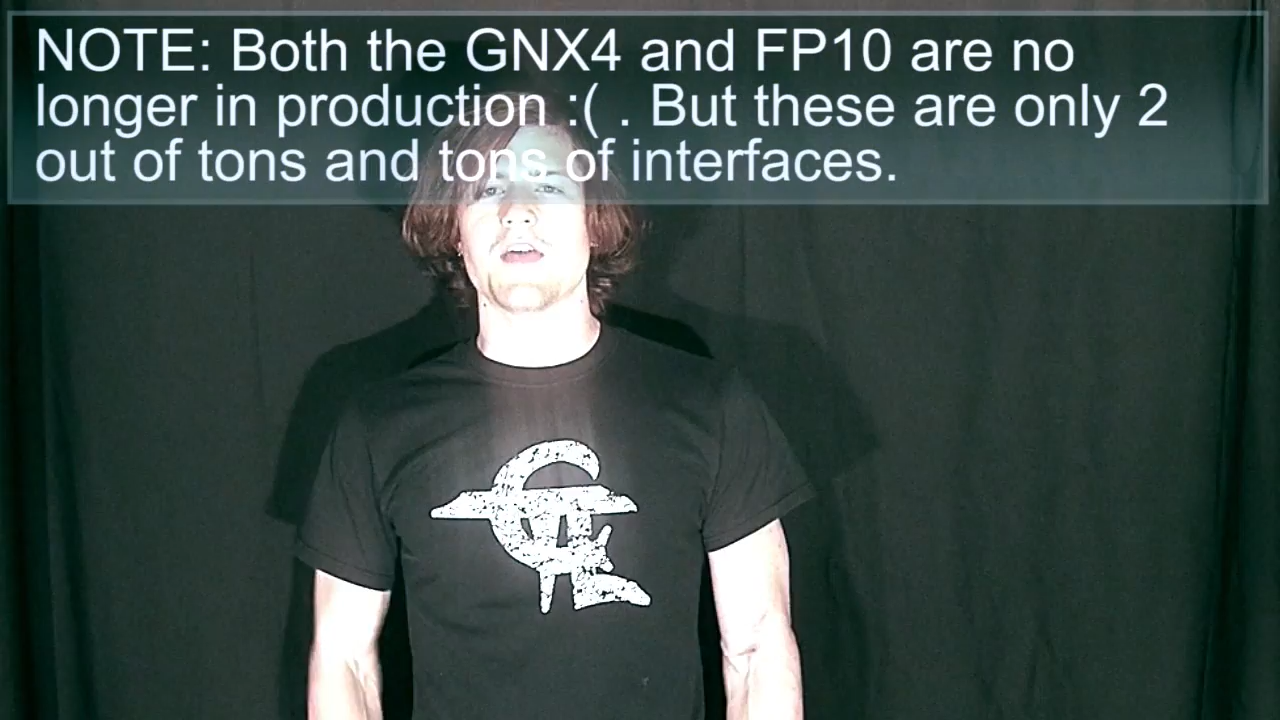 NOTE: Both the GNX4 and FP10 are no
longer in production :( . But these are only 2
out of tons and tons of interfaces.